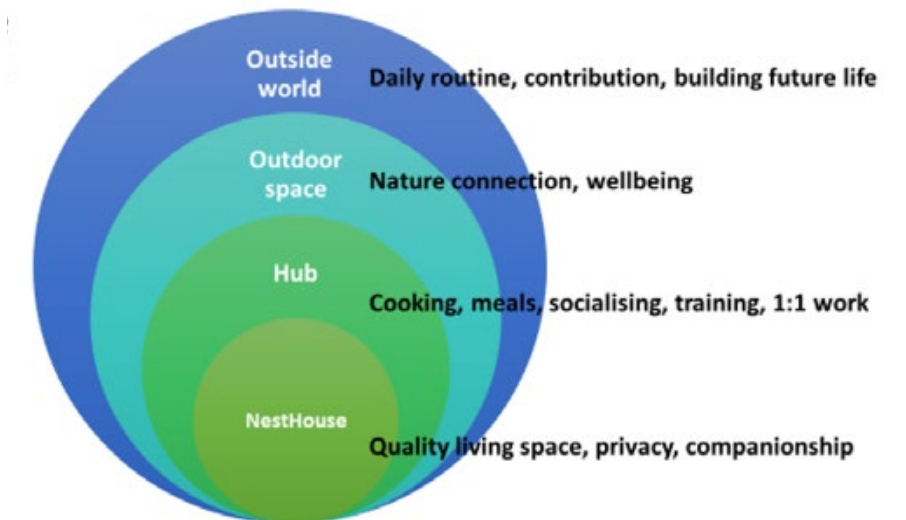 Outside
world
Daily routine, contribution, building future life
Outdoor
space
Nature connection, wellbeing
Hub
Cooking, meals, socialising, training, 1:1 work
NestHouse
Quality living space, privacy, companionship